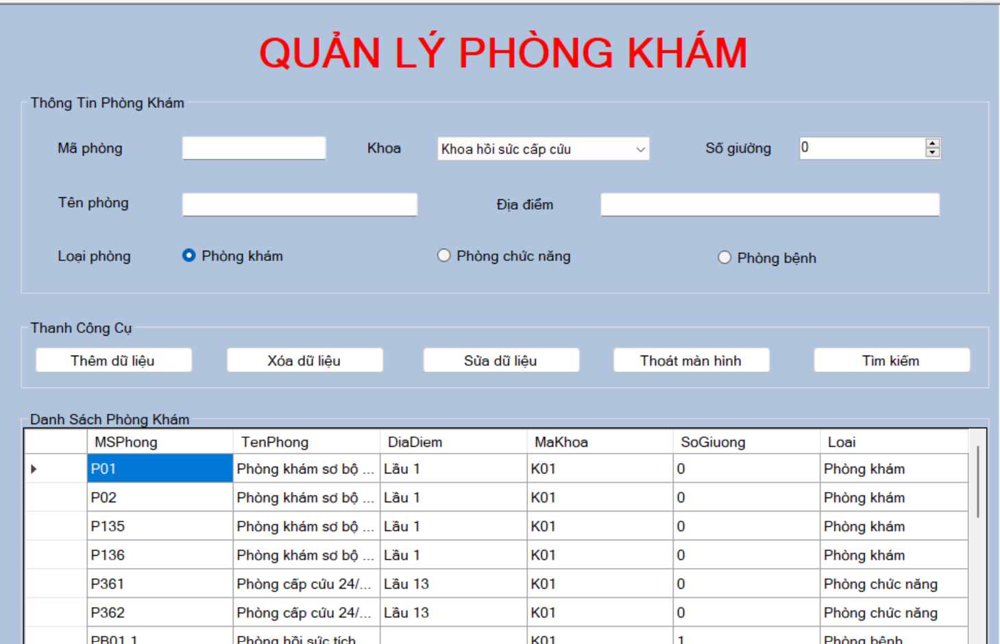 QUẢN LÝ PHÒNG KHÁM
Thông Tin Phòng Khám
Mã phòng Khoa Khoa hồi sức cấp cứu Số giường 0
Tên phòng Địa điểm
Loại phòng Phòng khám Phòng chức năng Phòng bệnh
Thanh Công Cụ
Thêm dữ liệu Xóa dữ liệu Sửa dữ liệu Thoát màn hình Tìm kiếm
Danh Sách Phòng Khám
MSPhong TenPhong DiaDiem MaKhoa SoGiuong Loai
P01 Phòng khám sơ bộ ... Lầu 1 K01 0 Phòng khám
P02 Phòng khám sơ bộ ... Lầu 1 K01 0 Phòng khám
P135 Phòng khám sơ bộ ... Lầu 1 K01 0 Phòng khám
P136 Phòng khám sơ bộ ... Lầu 1 K01 0 Phòng khám
P361 Phòng cấp cứu 24/... Lầu 13 K01 0 Phòng chức năng
P362 Phòng cấp cứu 24/... Lầu 13 K01 0 Phòng chức năng
PB01.1 Phòng hồi sức tích K01 1 Phòng bệnh